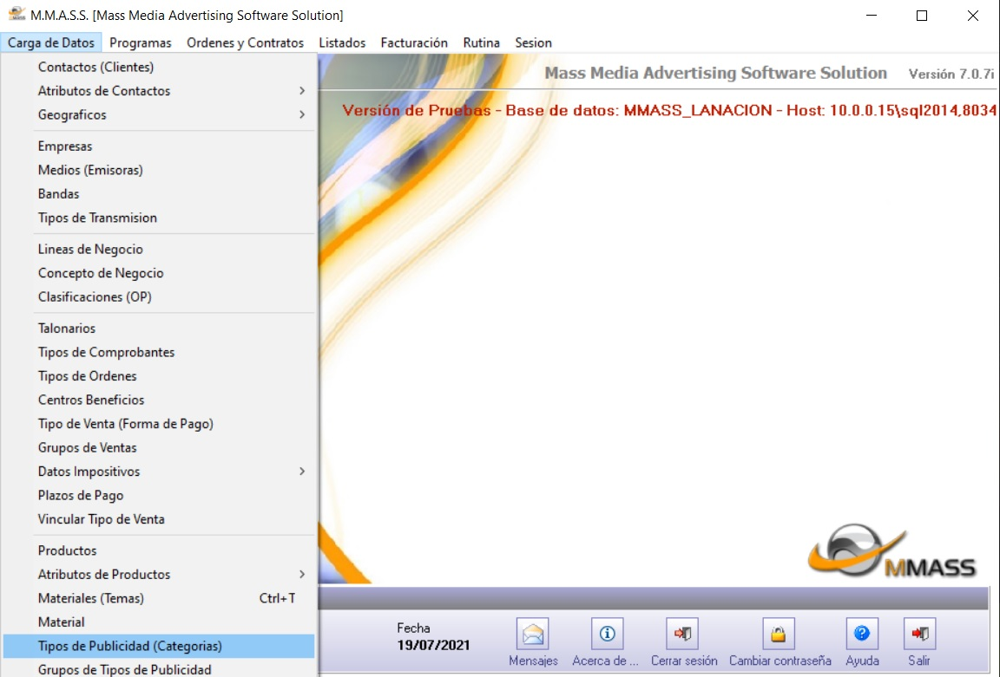 M.M.A.S.S. [Mass Media Advertising Software Solution]
Carga de Datos Programas Ordenes y Contratos Listados Facturación Rutina Sesion
Contactos (Clientes)
Atributos de Contactos
Geograficos
Empresas
Medios (Emisoras)
Bandas
Tipos de Transmision
Lineas de Negocio
Concepto de Negocio
Clasificaciones (OP)
Talonarios
Tipos de Comprobantes
Tipos de Ordenes
Centros Beneficios
Tipo de Venta (Forma de Pago)
Grupos de Ventas
Datos Impositivos
Plazos de Pago
Vincular Tipo de Venta
Productos
Atributos de Productos
Materiales (Temas) Ctrl+T
Material
Tipos de Publicidad (Categorias)
Grupos de Tipos de Publicidad
Mass Media Advertising Software Solution Versión 7.0.7i
Versión de Pruebas - Base de datos: MMASS_LANACION - Host: 10.0.0.15\sql2014,8034
MMASS
Fecha
19/07/2021
Mensajes Acerca de ... Cerrar sesión Cambiar contraseña Ayuda Salir